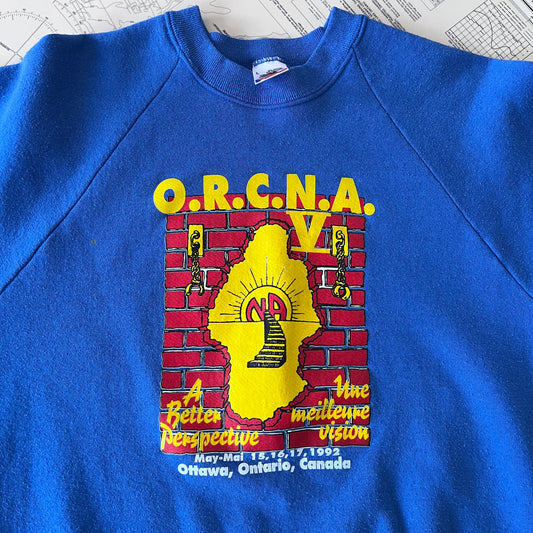 O.R.C.N.A.
V
NA
A
Better
Perspective
Une
meilleure
vision
May-Mai 15,16,17, 1992
Ottawa, Ontario, Canada